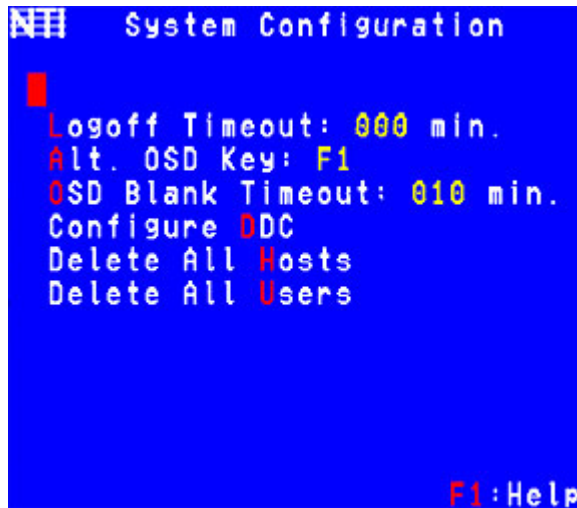 NTI System Configuration
Logoff Timeout: 000 min.
Alt. OSD Key: F1
OSD Blank Timeout: 010 min.
Configure DDC
Delete All Hosts
Delete All Users
F1:Help